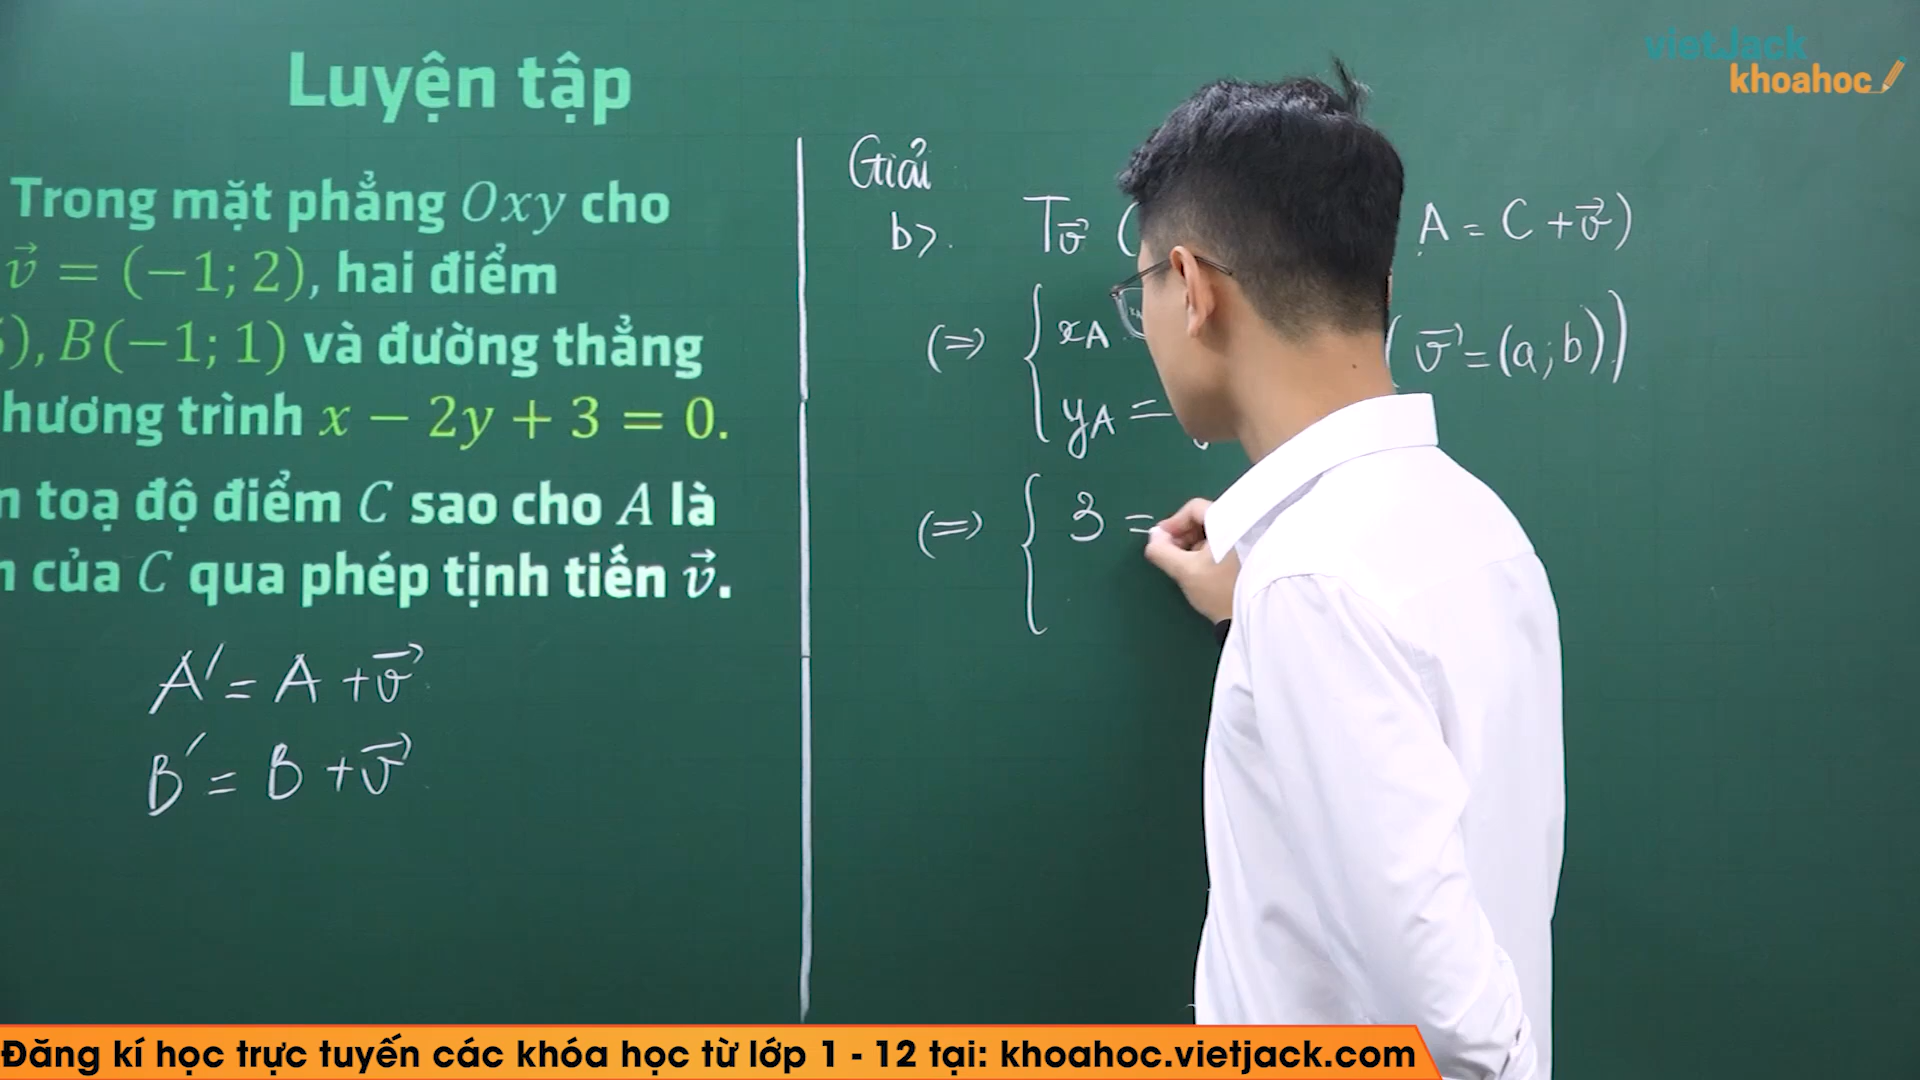 Luyện tập
Trong mặt phẳng Oxy cho
v⃗ = (−1; 2), hai điểm
), B(−1; 1) và đường thẳng
hương trình x − 2y + 3 = 0.
toạ độ điểm C sao cho A là
của C qua phép tịnh tiến v⃗.
A' = A + v⃗
B' = B + v⃗
Giải
b). Tv⃗ ( A = C + v⃗)
(=> { xA ( v⃗ = (a; b))
yA =
(=> { 3 =
vietJack
khoahoc
Đăng kí học trực tuyến các khóa học từ lớp 1 - 12 tại: khoahoc.vietjack.com